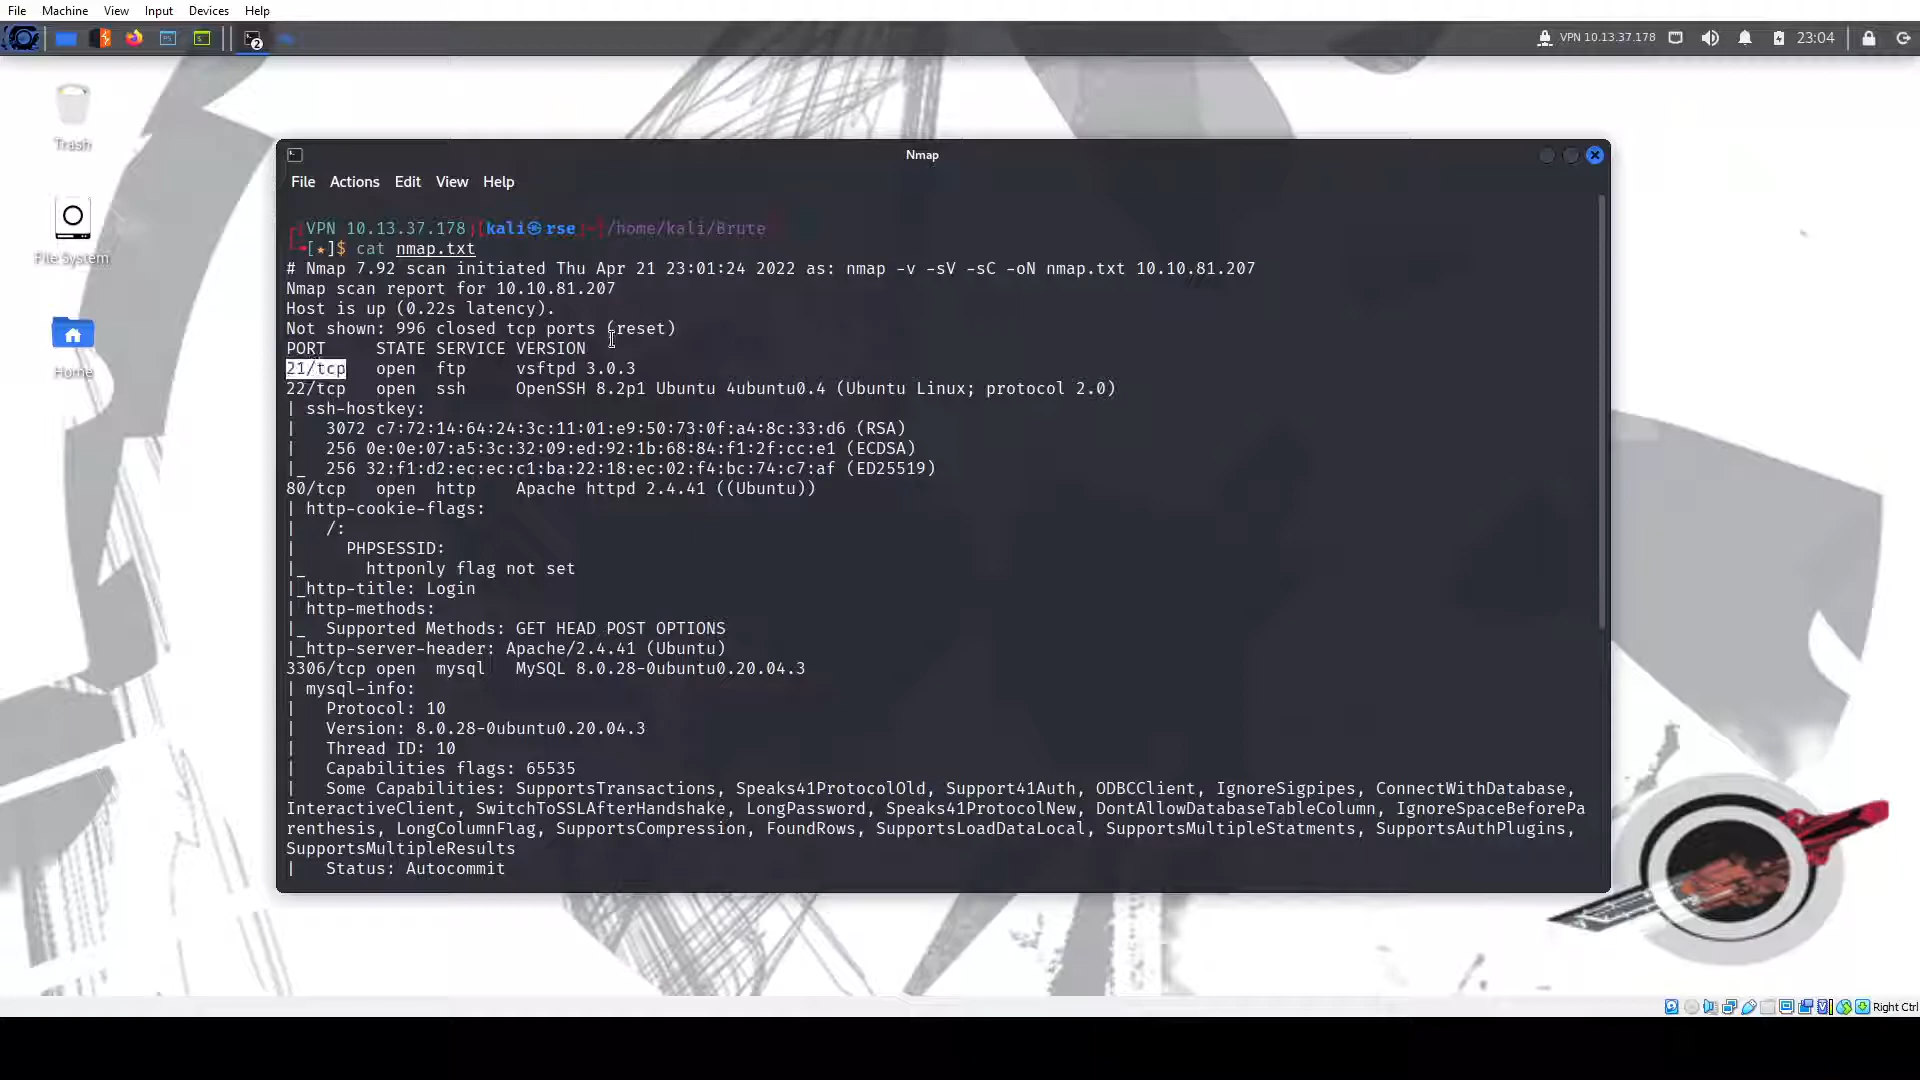 File Machine View Input Devices Help
2
VPN 10.13.37.178
23:04
Trash
File System
Home
Nmap
File Actions Edit View Help
VPN 10.13.37.178 [kali rse ~]/home/kali/Brute
[★]$ cat nmap.txt
# Nmap 7.92 scan initiated Thu Apr 21 23:01:24 2022 as: nmap -v -sV -sC -oN nmap.txt 10.10.81.207
Nmap scan report for 10.10.81.207
Host is up (0.22s latency).
Not shown: 996 closed tcp ports (reset)
PORT     STATE SERVICE VERSION
21/tcp   open  ftp     vsftpd 3.0.3
22/tcp   open  ssh     OpenSSH 8.2p1 Ubuntu 4ubuntu0.4 (Ubuntu Linux; protocol 2.0)
| ssh-hostkey:
|   3072 c7:72:14:64:24:3c:11:01:e9:50:73:0f:a4:8c:33:d6 (RSA)
|   256 0e:0e:07:a5:3c:32:09:ed:92:1b:68:84:f1:2f:cc:e1 (ECDSA)
|_  256 32:f1:d2:ec:ec:c1:ba:22:18:ec:02:f4:bc:74:c7:af (ED25519)
80/tcp   open  http    Apache httpd 2.4.41 ((Ubuntu))
| http-cookie-flags:
|   /:
|     PHPSESSID:
|_      httponly flag not set
|_http-title: Login
| http-methods:
|_  Supported Methods: GET HEAD POST OPTIONS
|_http-server-header: Apache/2.4.41 (Ubuntu)
3306/tcp open  mysql   MySQL 8.0.28-0ubuntu0.20.04.3
| mysql-info:
|   Protocol: 10
|   Version: 8.0.28-0ubuntu0.20.04.3
|   Thread ID: 10
|   Capabilities flags: 65535
|   Some Capabilities: SupportsTransactions, Speaks41ProtocolOld, Support41Auth, ODBCClient, IgnoreSigpipes, ConnectWithDatabase,
InteractiveClient, SwitchToSSLAfterHandshake, LongPassword, Speaks41ProtocolNew, DontAllowDatabaseTableColumn, IgnoreSpaceBeforePa
renthesis, LongColumnFlag, SupportsCompression, FoundRows, SupportsLoadDataLocal, SupportsMultipleStatments, SupportsAuthPlugins,
SupportsMultipleResults
|   Status: Autocommit
Right Ctrl